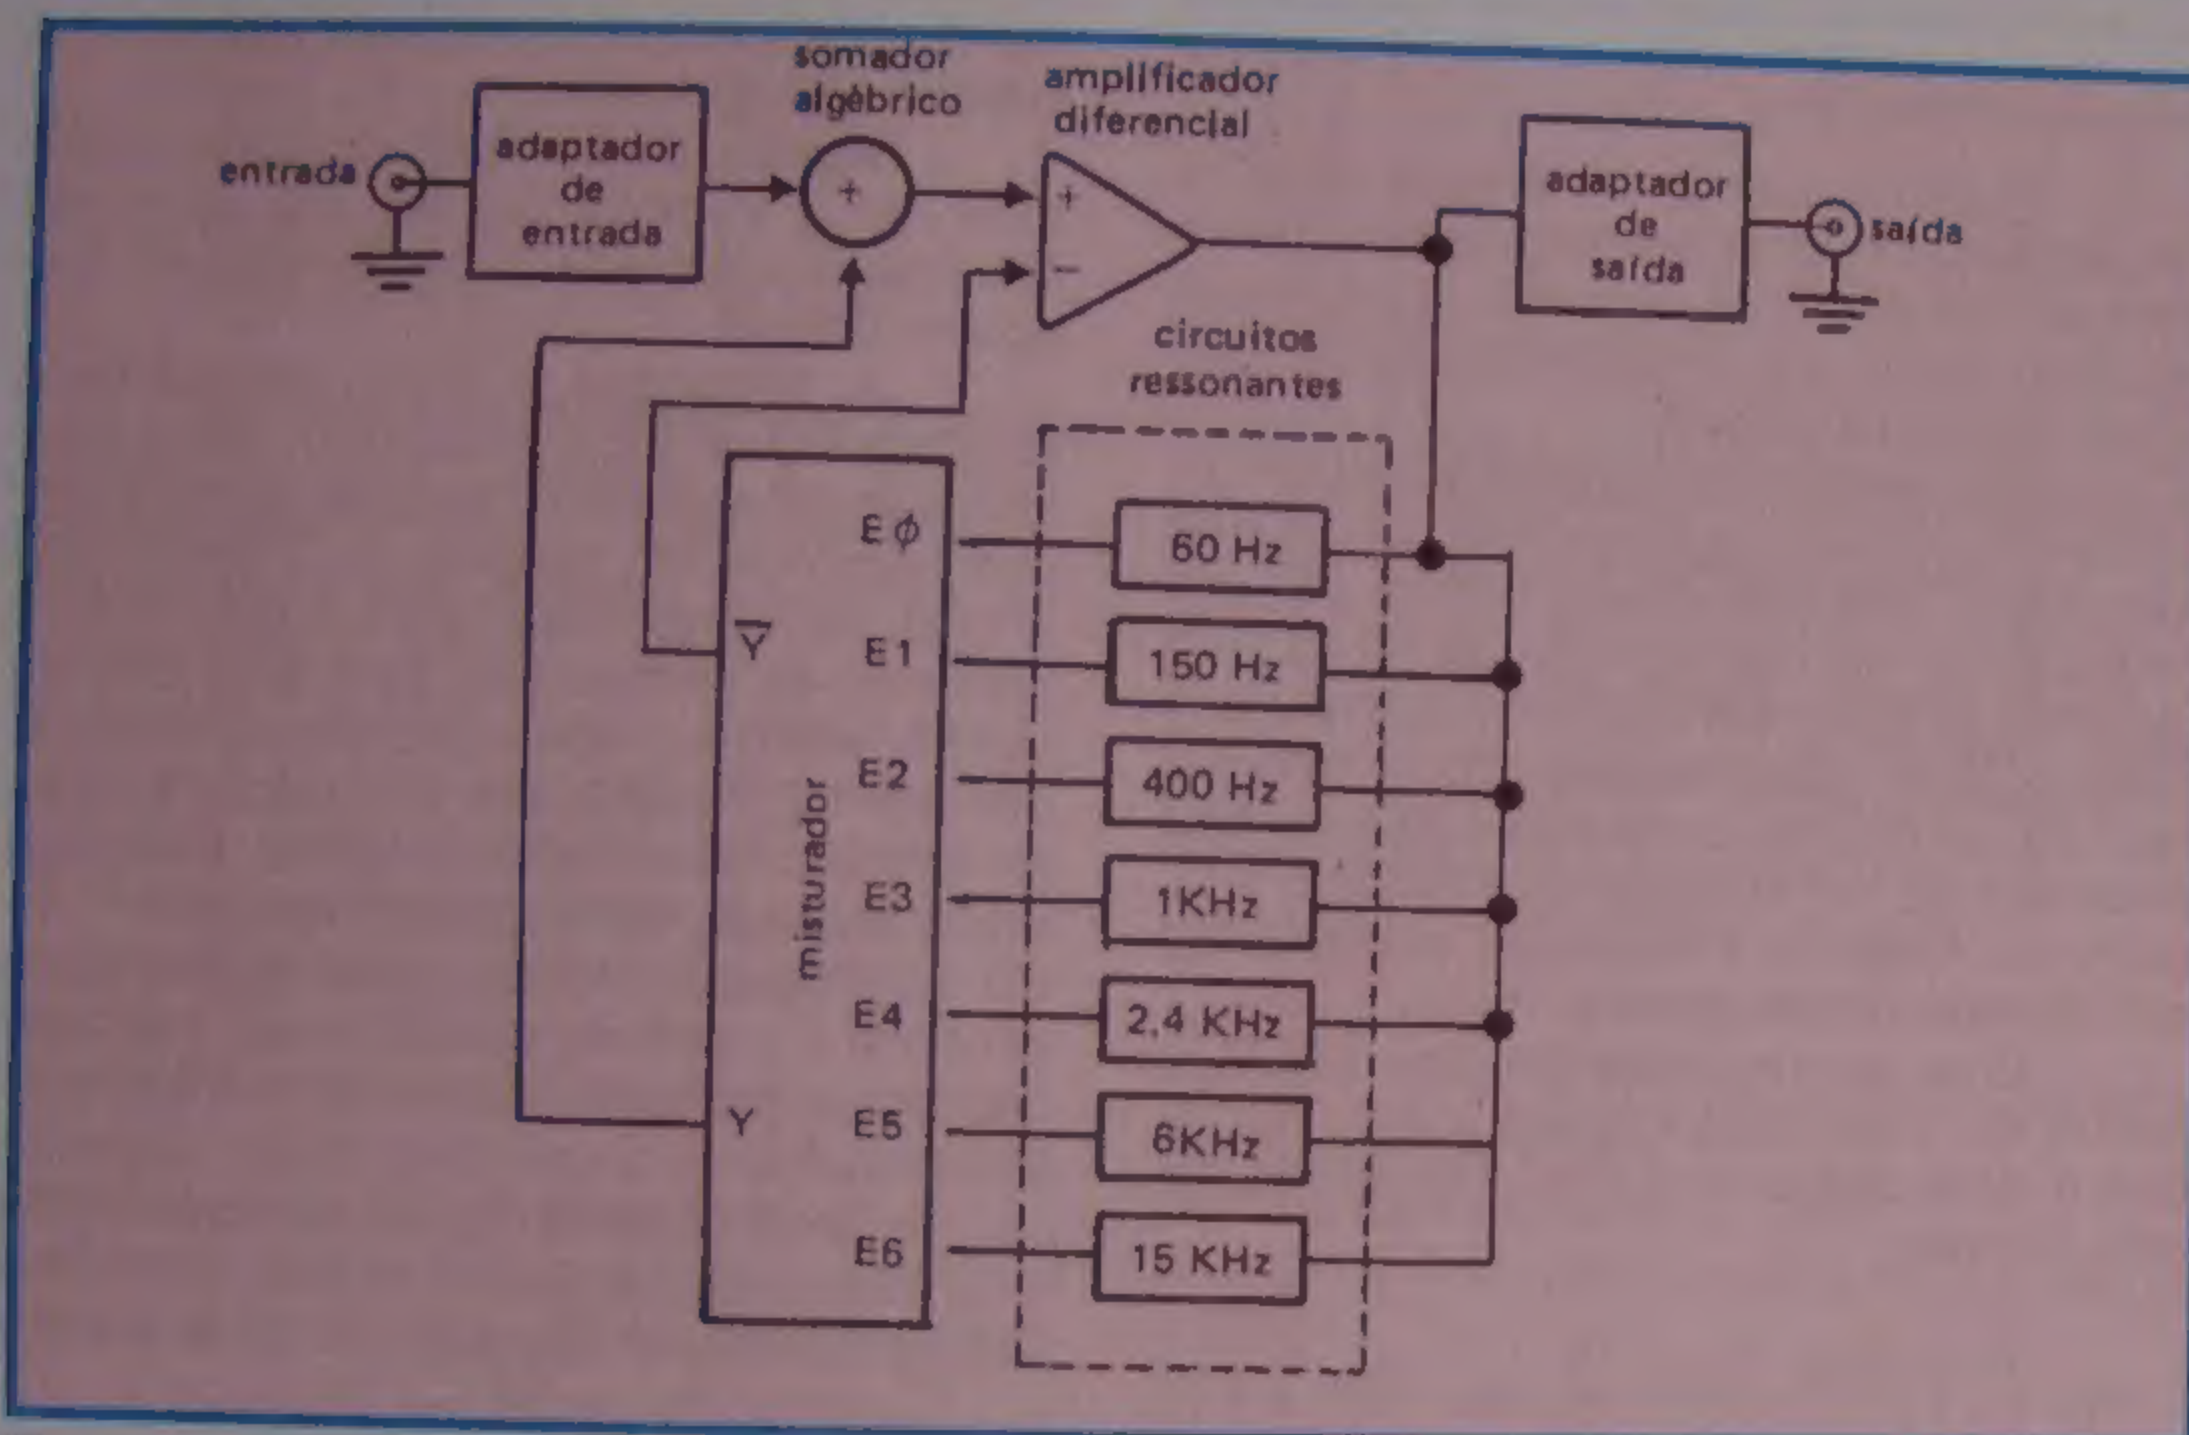 somador
algébrico
amplificador
diferencial
entrada
adaptador
de
entrada
+
+
−
adaptador
de
saída
saída
circuitos
ressonantes
misturador
Y̅
Y
Eϕ
60 Hz
E1
150 Hz
E2
400 Hz
E3
1KHz
E4
2,4 KHz
E5
6KHz
E6
15 KHz